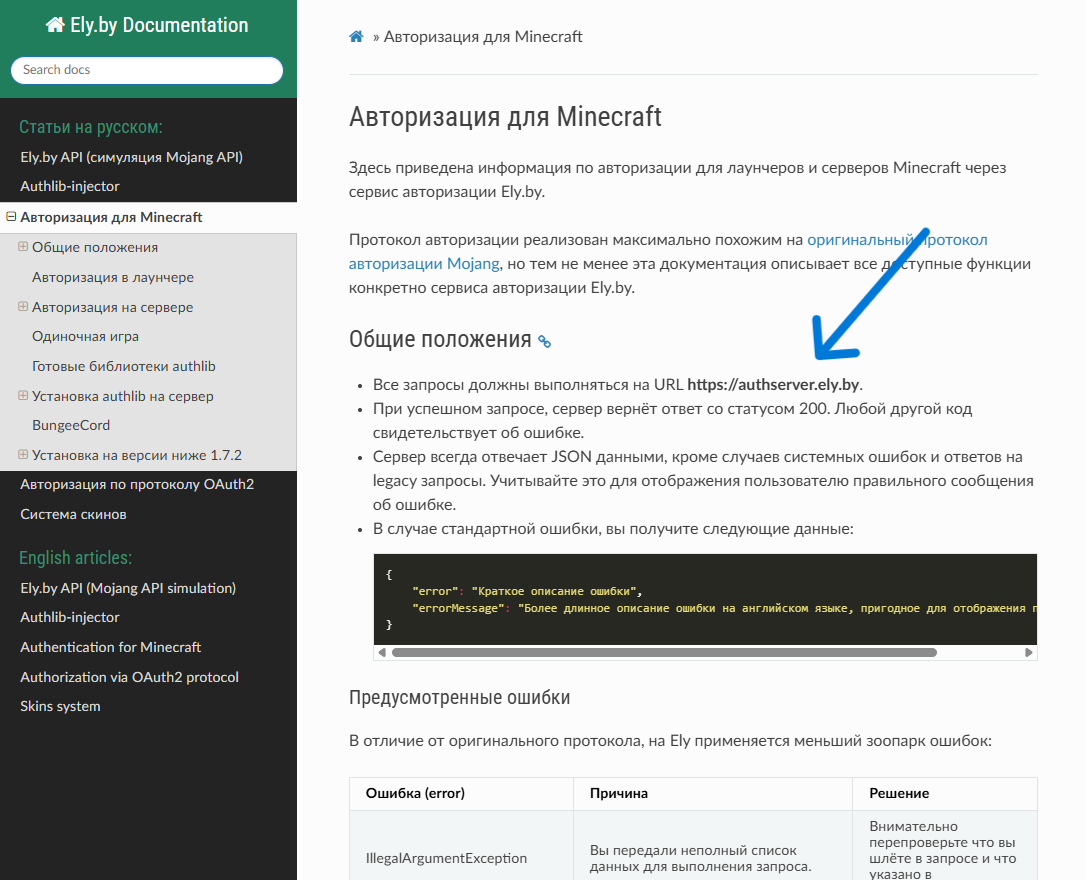 Ely.by Documentation
Search docs
Статьи на русском:
Ely.by API (симуляция Mojang API)
Authlib-injector
Авторизация для Minecraft
Общие положения
Авторизация в лаунчере
Авторизация на сервере
Одиночная игра
Готовые библиотеки authlib
Установка authlib на сервер
BungeeCord
Установка на версии ниже 1.7.2
Авторизация по протоколу OAuth2
Система скинов
English articles:
Ely.by API (Mojang API simulation)
Authlib-injector
Authentication for Minecraft
Authorization via OAuth2 protocol
Skins system
» Авторизация для Minecraft
Авторизация для Minecraft
Здесь приведена информация по авторизации для лаунчеров и серверов Minecraft через
сервис авторизации Ely.by.
Протокол авторизации реализован максимально похожим на оригинальный протокол
авторизации Mojang, но тем не менее эта документация описывает все доступные функции
конкретно сервиса авторизации Ely.by.
Общие положения
Все запросы должны выполняться на URL https://authserver.ely.by.
При успешном запросе, сервер вернёт ответ со статусом 200. Любой другой код
свидетельствует об ошибке.
Сервер всегда отвечает JSON данными, кроме случаев системных ошибок и ответов на
legacy запросы. Учитывайте это для отображения пользователю правильного сообщения
об ошибке.
В случае стандартной ошибки, вы получите следующие данные:
{
"error": "Краткое описание ошибки",
"errorMessage": "Более длинное описание ошибки на английском языке, пригодное для отображения
}
Предусмотренные ошибки
В отличие от оригинального протокола, на Ely применяется меньший зоопарк ошибок:
Ошибка (error) Причина Решение
IllegalArgumentException
Вы передали неполный список
данных для выполнения запроса.
Внимательно
перепроверьте что вы
шлёте в запросе и что
указано в